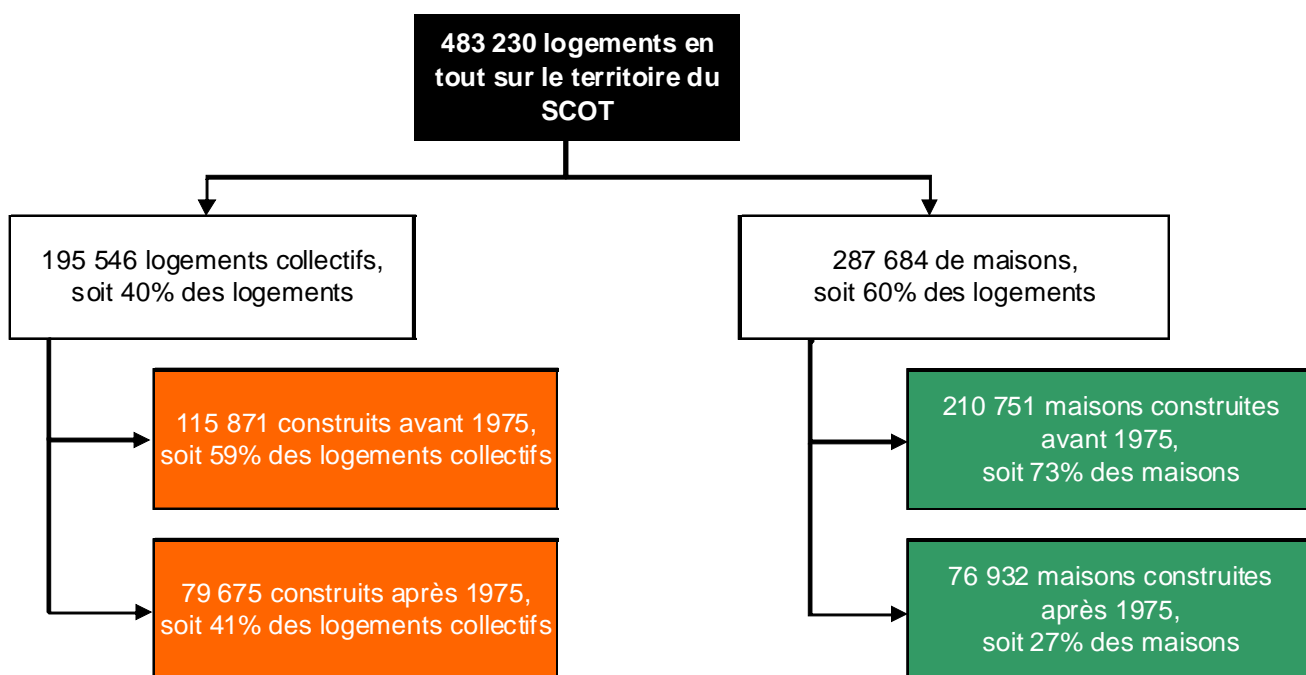 483 230 logements en
tout sur le territoire du
SCOT
195 546 logements collectifs,
soit 40% des logements
287 684 de maisons,
soit 60% des logements
115 871 construits avant 1975,
soit 59% des logements collectifs
210 751 maisons construites
avant 1975,
soit 73% des maisons
79 675 construits après 1975,
soit 41% des logements collectifs
76 932 maisons construites
après 1975,
soit 27% des maisons